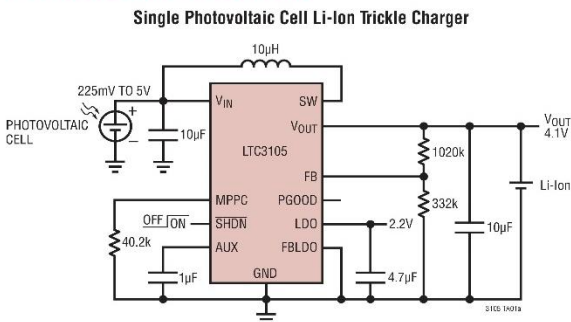 Single Photovoltaic Cell Li-Ion Trickle Charger
10µH
225mV TO 5V
PHOTOVOLTAIC
CELL
+
−
10µF
VIN
SW
VOUT
VOUT
4.1V
LTC3105
1020k
FB
332k
Li-Ion
MPPC
PGOOD
OFF ON
SHDN
LDO
2.2V
10µF
40.2k
AUX
FBLDO
1µF
GND
4.7µF
3105 TA01a